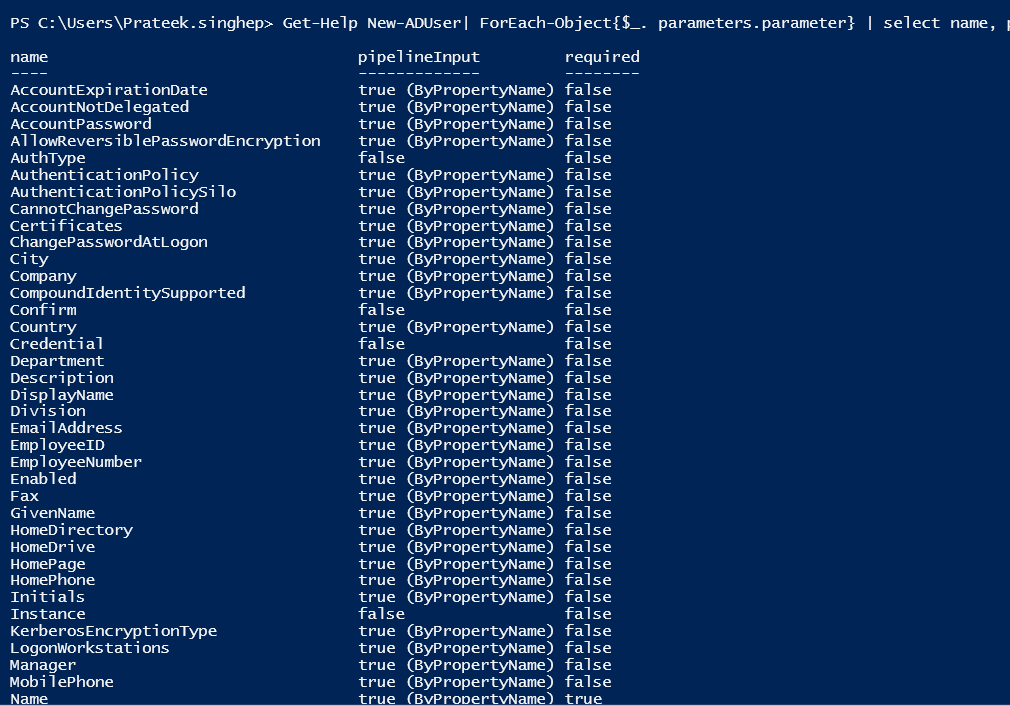 PS C:\Users\Prateek.singhep> Get-Help New-ADUser| ForEach-Object{$_. parameters.parameter} | select name,
name pipelineInput required
---- ------------- --------
AccountExpirationDate true (ByPropertyName) false
AccountNotDelegated true (ByPropertyName) false
AccountPassword true (ByPropertyName) false
AllowReversiblePasswordEncryption true (ByPropertyName) false
AuthType false false
AuthenticationPolicy true (ByPropertyName) false
AuthenticationPolicySilo true (ByPropertyName) false
CannotChangePassword true (ByPropertyName) false
Certificates true (ByPropertyName) false
ChangePasswordAtLogon true (ByPropertyName) false
City true (ByPropertyName) false
Company true (ByPropertyName) false
CompoundIdentitySupported true (ByPropertyName) false
Confirm false false
Country true (ByPropertyName) false
Credential false false
Department true (ByPropertyName) false
Description true (ByPropertyName) false
DisplayName true (ByPropertyName) false
Division true (ByPropertyName) false
EmailAddress true (ByPropertyName) false
EmployeeID true (ByPropertyName) false
EmployeeNumber true (ByPropertyName) false
Enabled true (ByPropertyName) false
Fax true (ByPropertyName) false
GivenName true (ByPropertyName) false
HomeDirectory true (ByPropertyName) false
HomeDrive true (ByPropertyName) false
HomePage true (ByPropertyName) false
HomePhone true (ByPropertyName) false
Initials true (ByPropertyName) false
Instance false false
KerberosEncryptionType true (ByPropertyName) false
LogonWorkstations true (ByPropertyName) false
Manager true (ByPropertyName) false
MobilePhone true (ByPropertyName) false
Name true (ByPropertyName) true